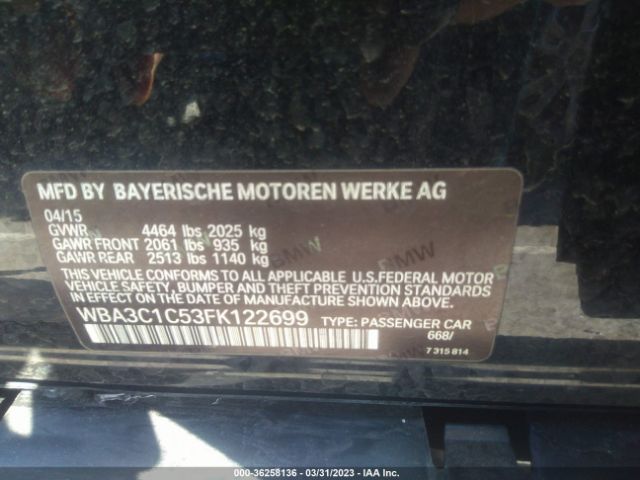 MFD BY BAYERISCHE MOTOREN WERKE AG
04/15
GVWR 4464 lbs 2025 kg
GAWR FRONT 2061 lbs 935 kg
GAWR REAR 2513 lbs 1140 kg
THIS VEHICLE CONFORMS TO ALL APPLICABLE U.S.FEDERAL MOTOR
VEHICLE SAFETY, BUMPER AND THEFT PREVENTION STANDARDS
IN EFFECT ON THE DATE OF MANUFACTURE SHOWN ABOVE.
WBA3C1C53FK122699 TYPE: PASSENGER CAR
668/
7 315 814
000-36258136 - 03/31/2023 - IAA Inc.